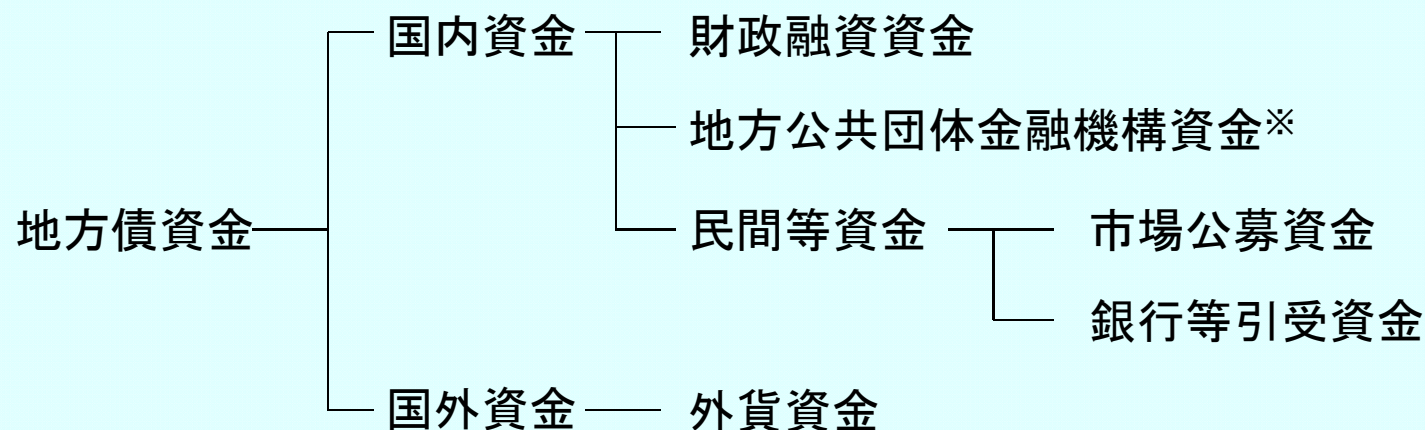 国内資金
財政融資資金
地方公共団体金融機構資金※
地方債資金
民間等資金
市場公募資金
銀行等引受資金
国外資金
外貨資金